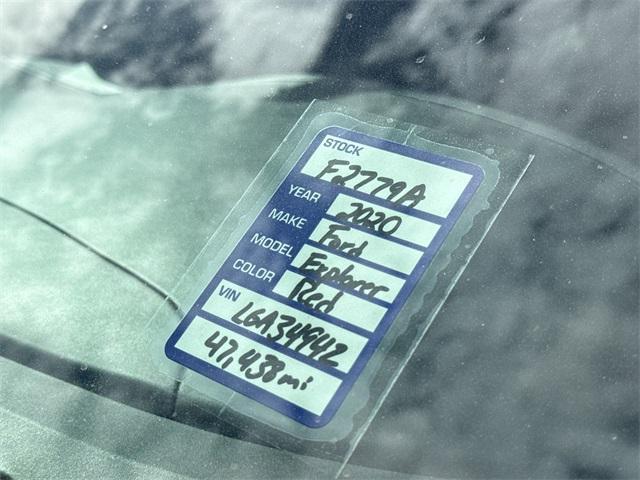 STOCK
F2779A
YEAR 2020
MAKE Ford
MODEL Explorer
COLOR Red
VIN
LGA34942
47,438 mi